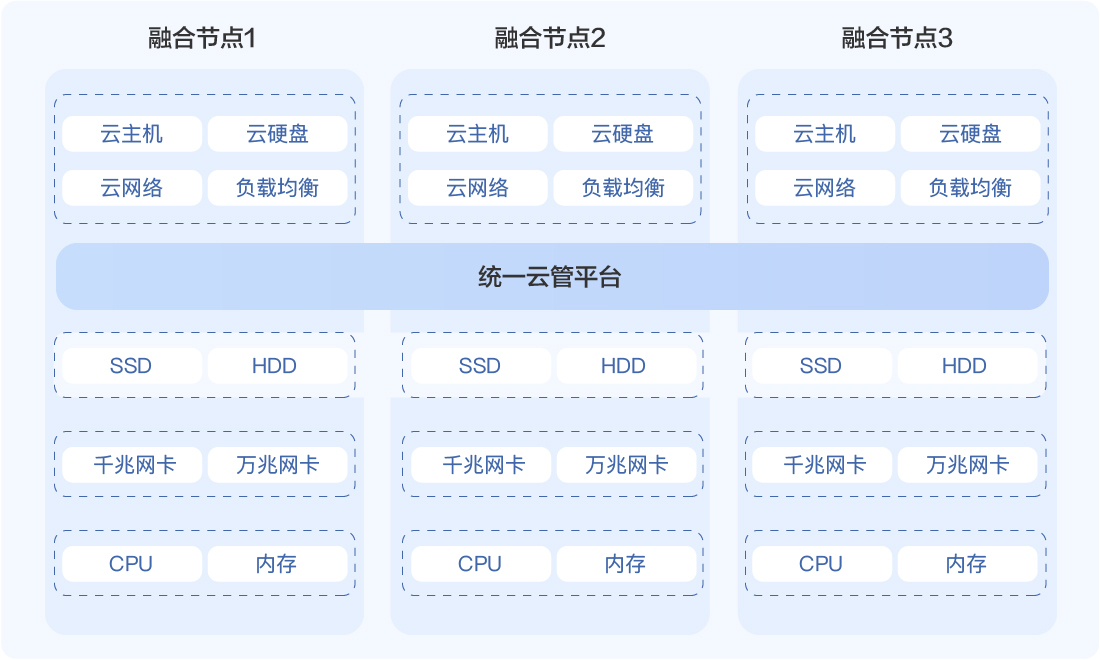 融合节点1 融合节点2 融合节点3
云主机 云硬盘 云主机 云硬盘 云主机 云硬盘
云网络 负载均衡 云网络 负载均衡 云网络 负载均衡
统一云管平台
SSD HDD SSD HDD SSD HDD
千兆网卡 万兆网卡 千兆网卡 万兆网卡 千兆网卡 万兆网卡
CPU 内存 CPU 内存 CPU 内存